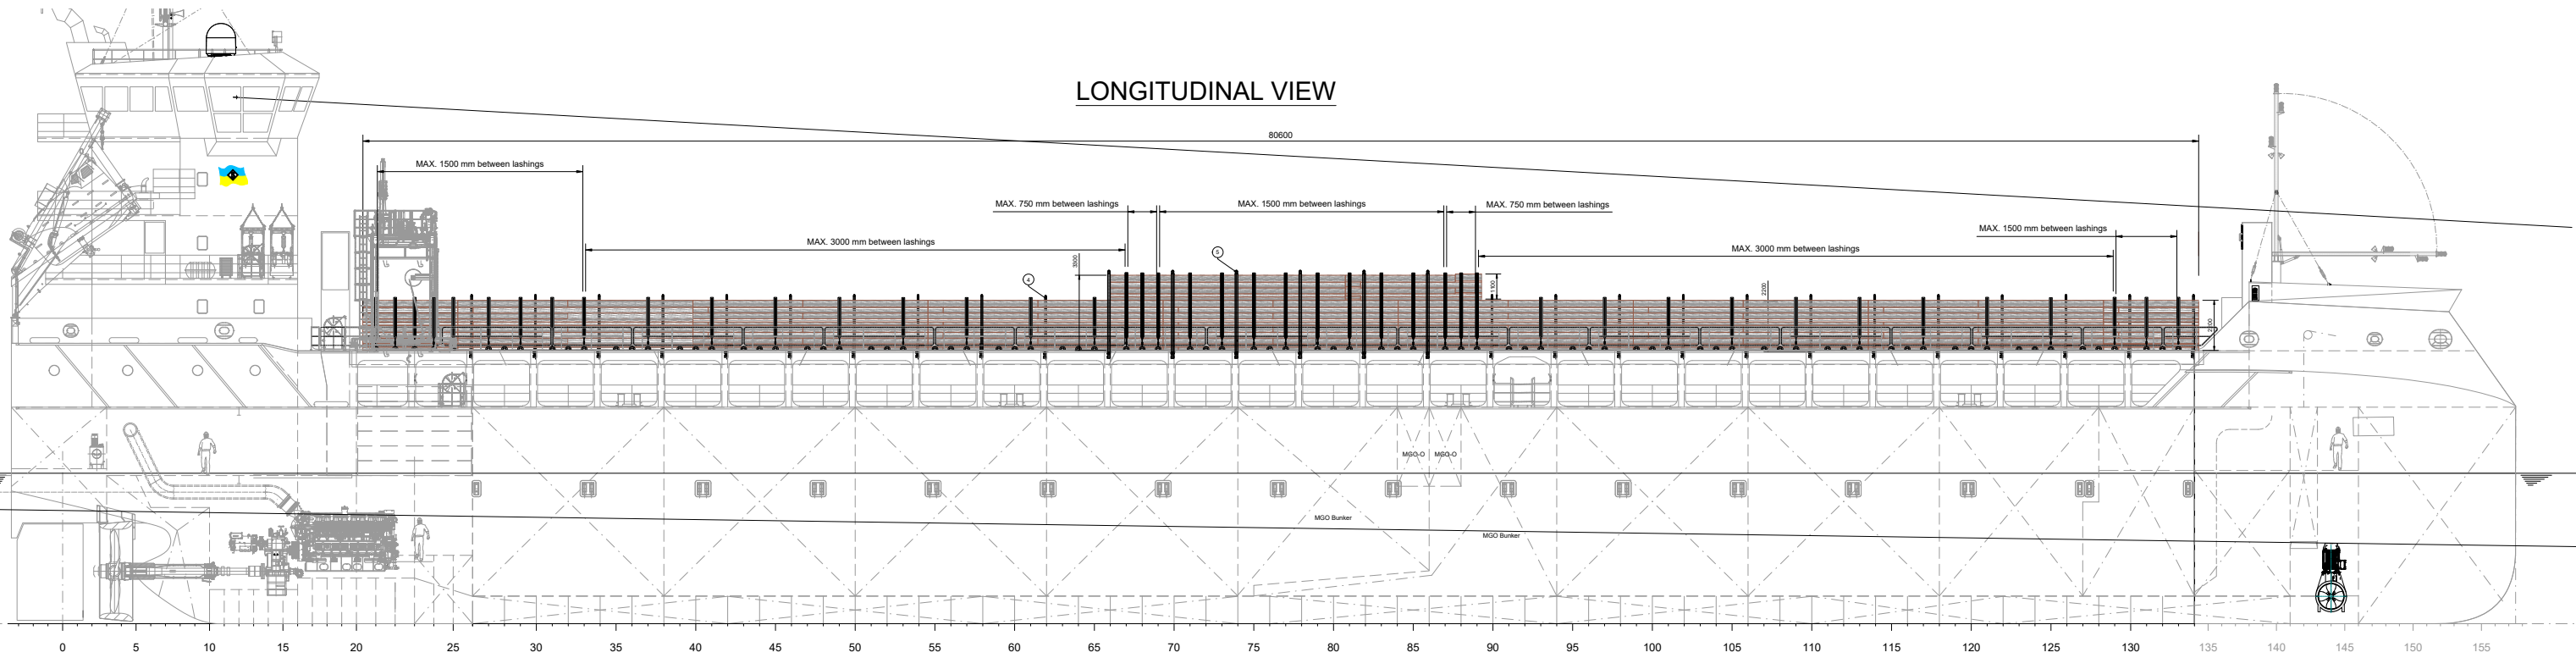 LONGITUDINAL VIEW
80600
MAX. 1500 mm between lashings
MAX. 750 mm between lashings
MAX. 1500 mm between lashings
MAX. 750 mm between lashings
MAX. 3000 mm between lashings
MAX. 3000 mm between lashings
MAX. 1500 mm between lashings
3300
4
5
1100
2200
MGO-O
MGO-O
MGO Bunker
MGO Bunker
0 5 10 15 20 25 30 35 40 45 50 55 60 65 70 75 80 85 90 95 100 105 110 115 120 125 130 135 140 145 150 155